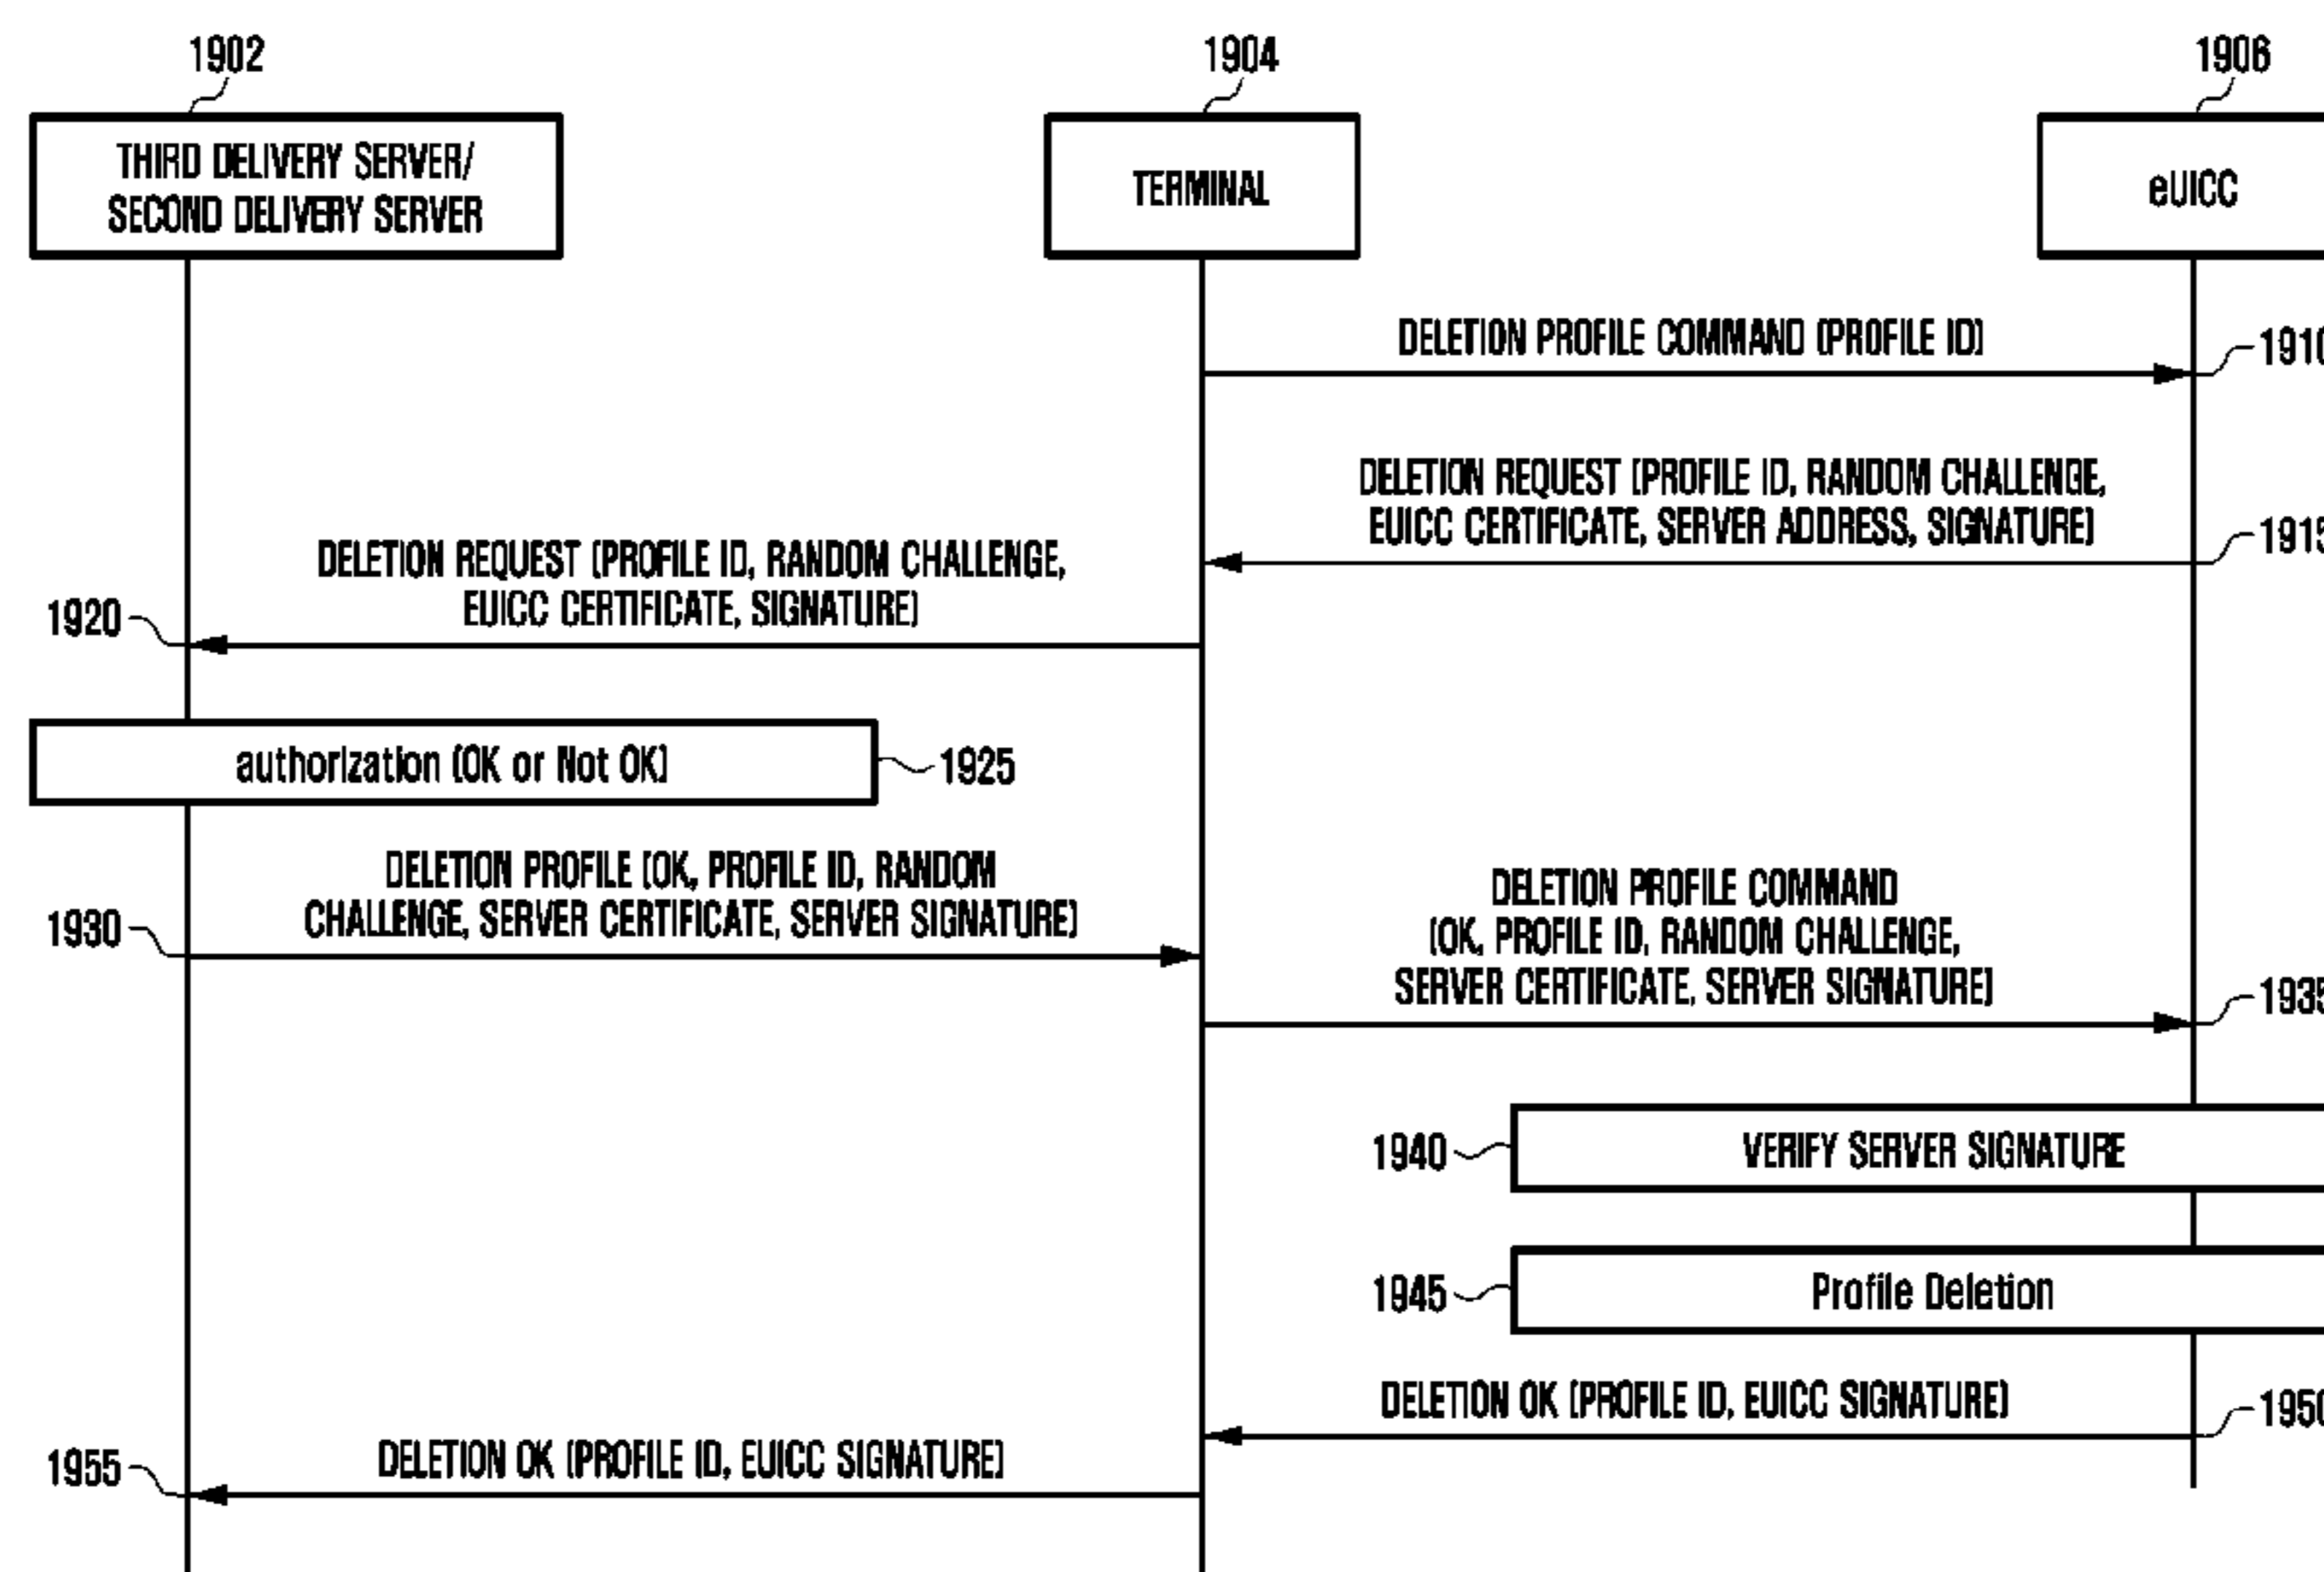 1902
1904
1906
THIRD DELIVERY SERVER/
SECOND DELIVERY SERVER
TERMINAL
eUICC
DELETION PROFILE COMMAND (PROFILE ID)
1910
DELETION REQUEST (PROFILE ID, RANDOM CHALLENGE,
EUICC CERTIFICATE, SERVER ADDRESS, SIGNATURE)
1915
DELETION REQUEST (PROFILE ID, RANDOM CHALLENGE,
EUICC CERTIFICATE, SIGNATURE)
1920
authorization (OK or Not OK)
1925
DELETION PROFILE (OK, PROFILE ID, RANDOM
CHALLENGE, SERVER CERTIFICATE, SERVER SIGNATURE)
1930
DELETION PROFILE COMMAND
(OK, PROFILE ID, RANDOM CHALLENGE,
SERVER CERTIFICATE, SERVER SIGNATURE)
1935
1940
VERIFY SERVER SIGNATURE
1945
Profile Deletion
DELETION OK (PROFILE ID, EUICC SIGNATURE)
1950
DELETION OK (PROFILE ID, EUICC SIGNATURE)
1955